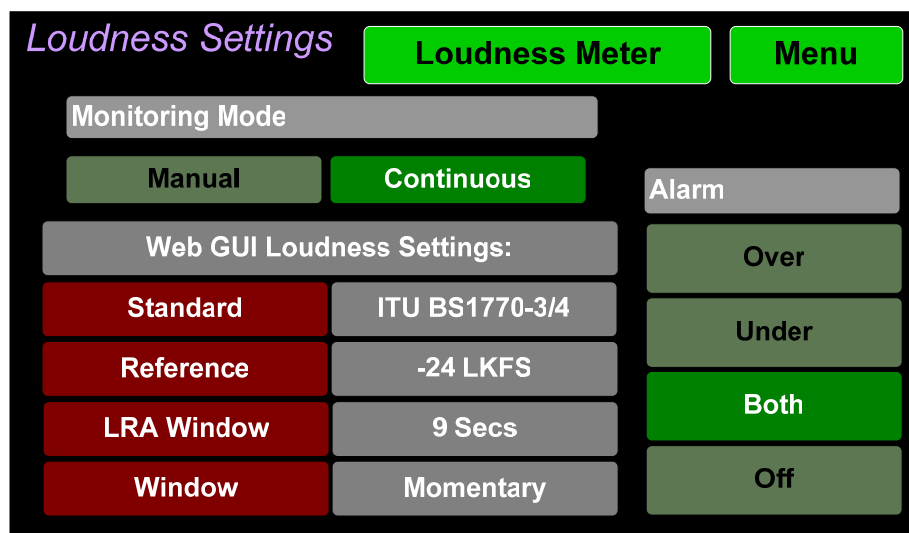 Loudness Settings
Loudness Meter
Menu
Monitoring Mode
Manual
Continuous
Alarm
Web GUI Loudness Settings:
Over
Standard
ITU BS1770-3/4
Under
Reference
-24 LKFS
Both
LRA Window
9 Secs
Off
Window
Momentary